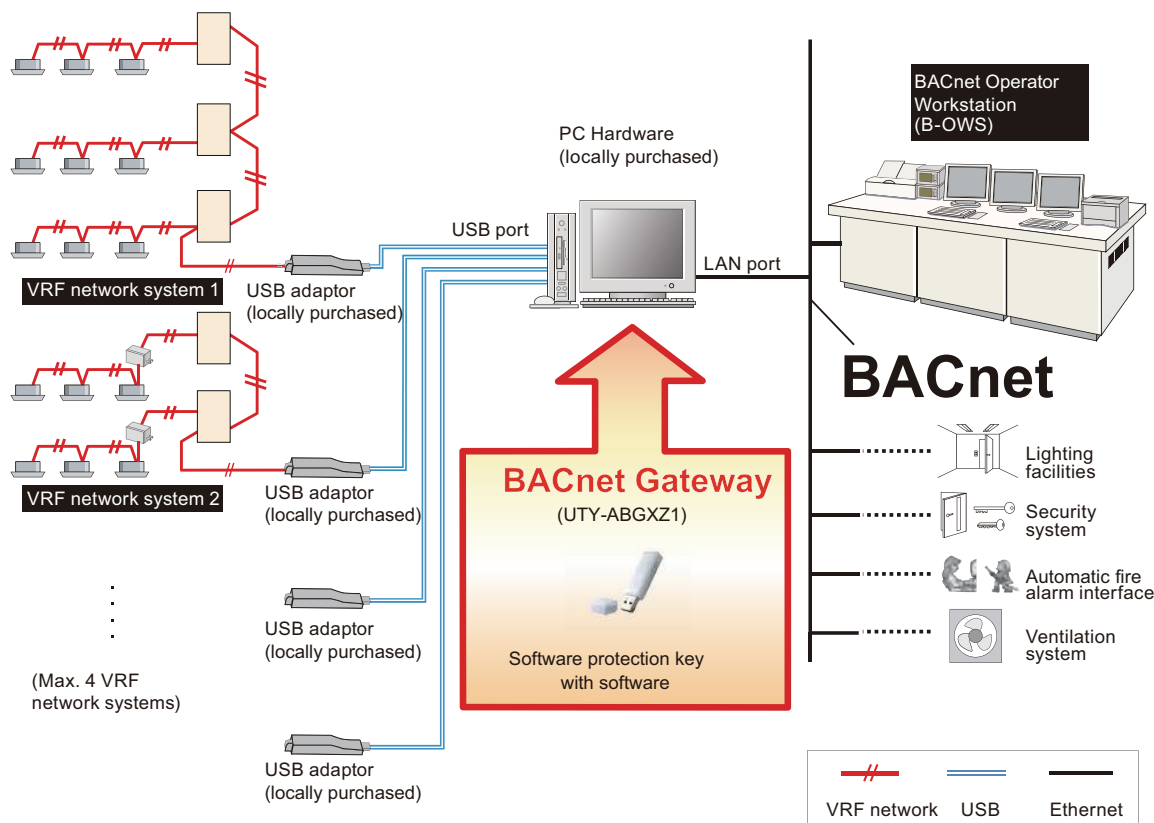 BACnet Operator
Workstation
(B-OWS)
PC Hardware
(locally purchased)
USB port
LAN port
VRF network system 1
USB adaptor
(locally purchased)
BACnet
VRF network system 2
USB adaptor
(locally purchased)
BACnet Gateway
(UTY-ABGXZ1)
Software protection key
with software
Lighting
facilities
Security
system
Automatic fire
alarm interface
Ventilation
system
USB adaptor
(locally purchased)
(Max. 4 VRF
network systems)
USB adaptor
(locally purchased)
VRF network
USB
Ethernet